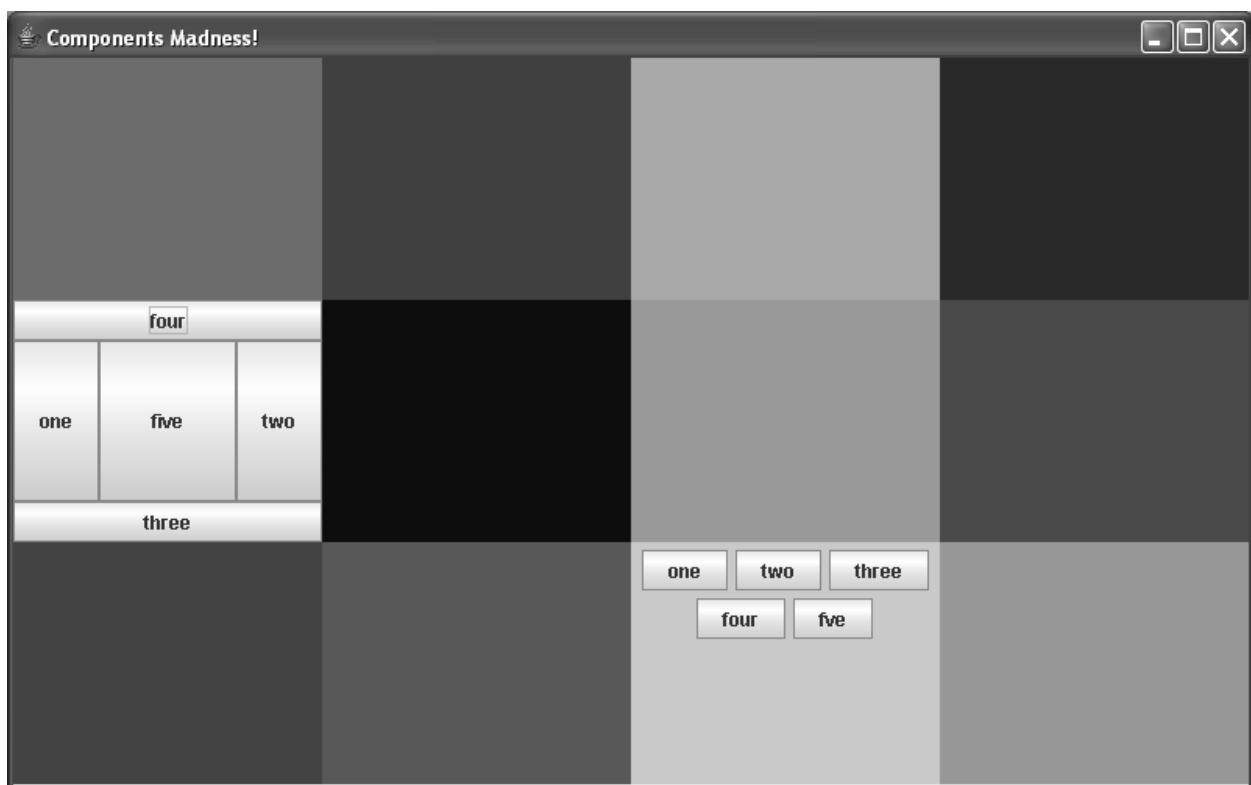 Components Madness!
four
one five two
three
one two three
four fve